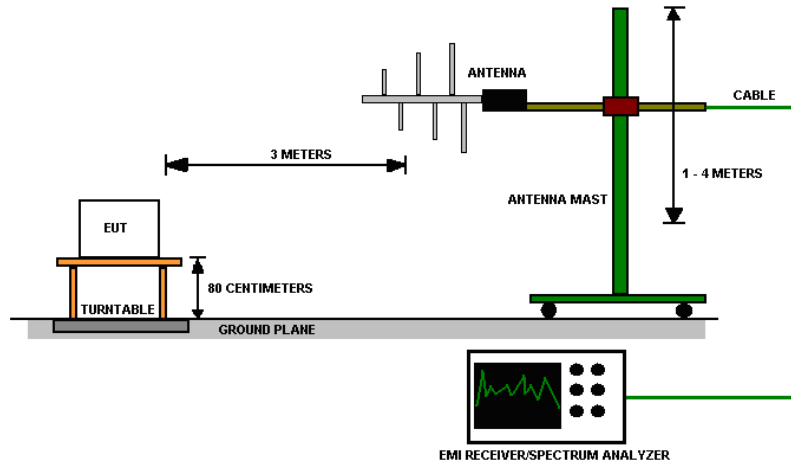 ANTENNA
CABLE
3 METERS
1 - 4 METERS
ANTENNA MAST
EUT
80 CENTIMETERS
TURNTABLE
GROUND PLANE
EMI RECEIVER/SPECTRUM ANALYZER